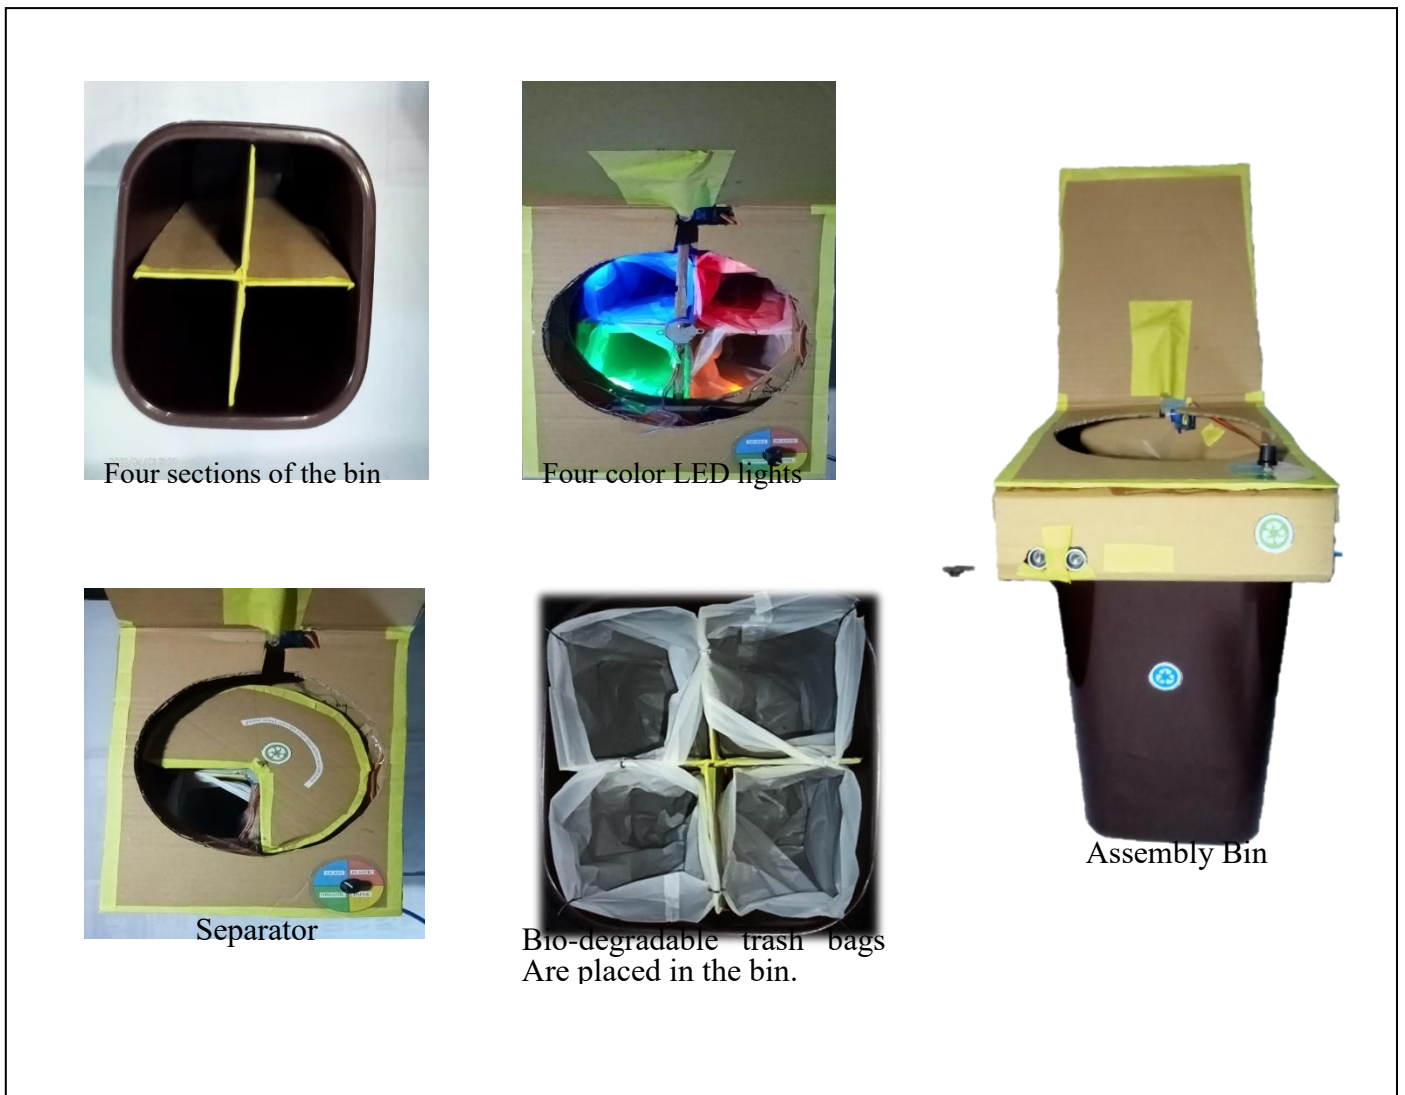 Four sections of the bin
Four color LED lights
Separator
Bio-degradable trash bags
Are placed in the bin.
Assembly Bin